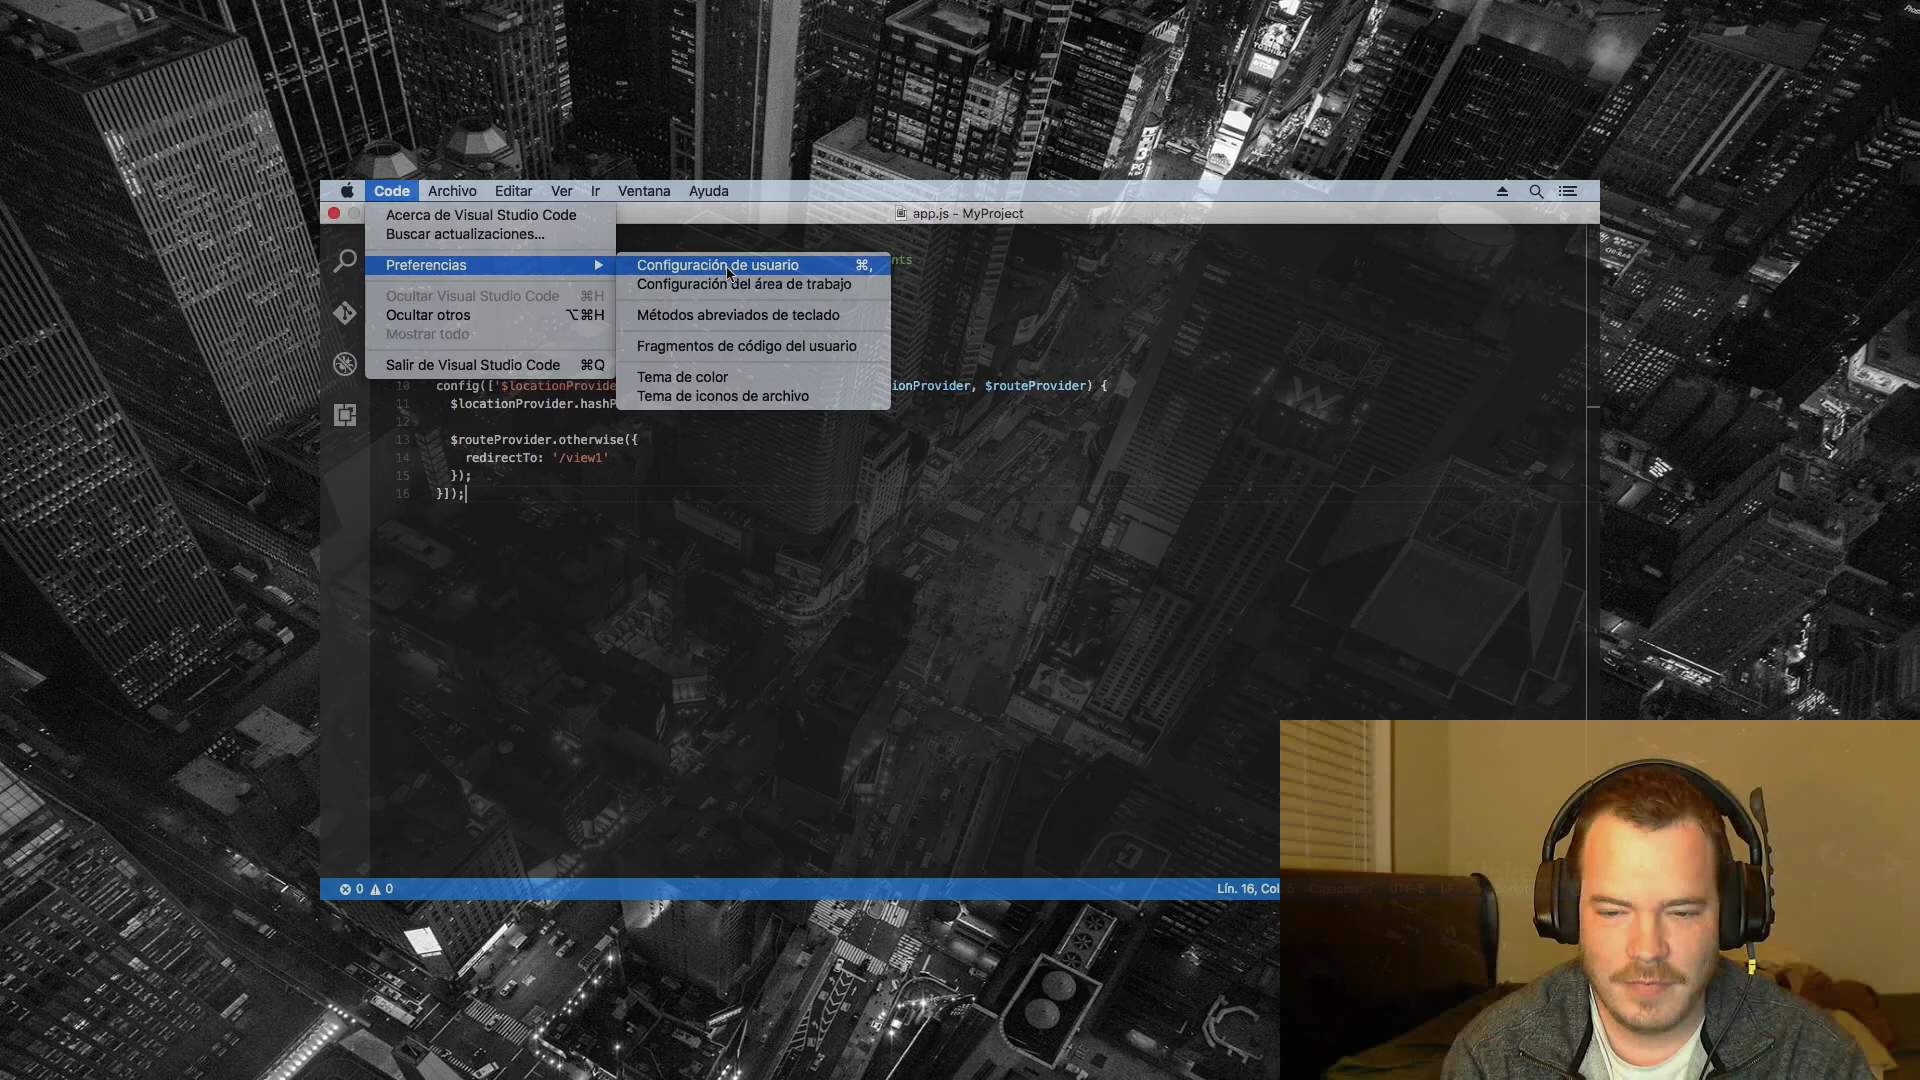 Code Archivo Editar Ver Ir Ventana Ayuda
app.js - MyProject
Acerca de Visual Studio Code
Buscar actualizaciones...
Preferencias
Ocultar Visual Studio Code ⌘H
Ocultar otros ⌥⌘H
Mostrar todo
Salir de Visual Studio Code ⌘Q
Configuración de usuario ⌘,
Configuración del área de trabajo
Métodos abreviados de teclado
Fragmentos de código del usuario
Tema de color
Tema de iconos de archivo
nts
10 config(['$locationProvide ionProvider, $routeProvider) {
11 $locationProvider.hashP
12
13 $routeProvider.otherwise({
14 redirectTo: '/view1'
15 });
16 }]);
0 0
Lín. 16, Col
TOSHIBA